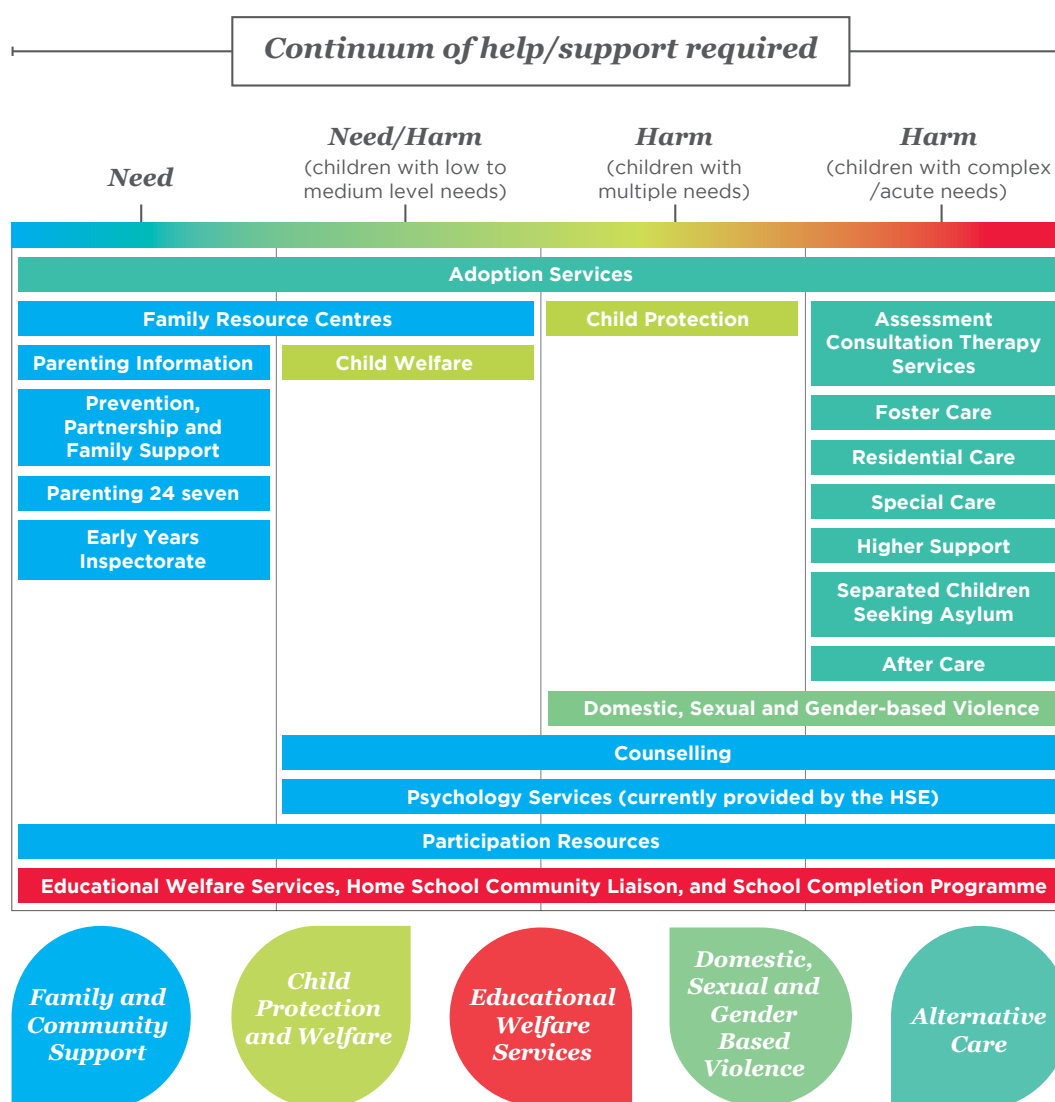 Continuum of help/support required
Need
Need/Harm
(children with low to
medium level needs)
Harm
(children with
multiple needs)
Harm
(children with complex
/acute needs)
Adoption Services
Family Resource Centres
Child Protection
Assessment
Consultation Therapy
Services
Parenting Information
Child Welfare
Prevention,
Partnership and
Family Support
Foster Care
Residential Care
Parenting 24 seven
Special Care
Early Years
Inspectorate
Higher Support
Separated Children
Seeking Asylum
After Care
Domestic, Sexual and Gender-based Violence
Counselling
Psychology Services (currently provided by the HSE)
Participation Resources
Educational Welfare Services, Home School Community Liaison, and School Completion Programme
Family and
Community
Support
Child
Protection
and Welfare
Educational
Welfare
Services
Domestic,
Sexual and
Gender
Based
Violence
Alternative
Care